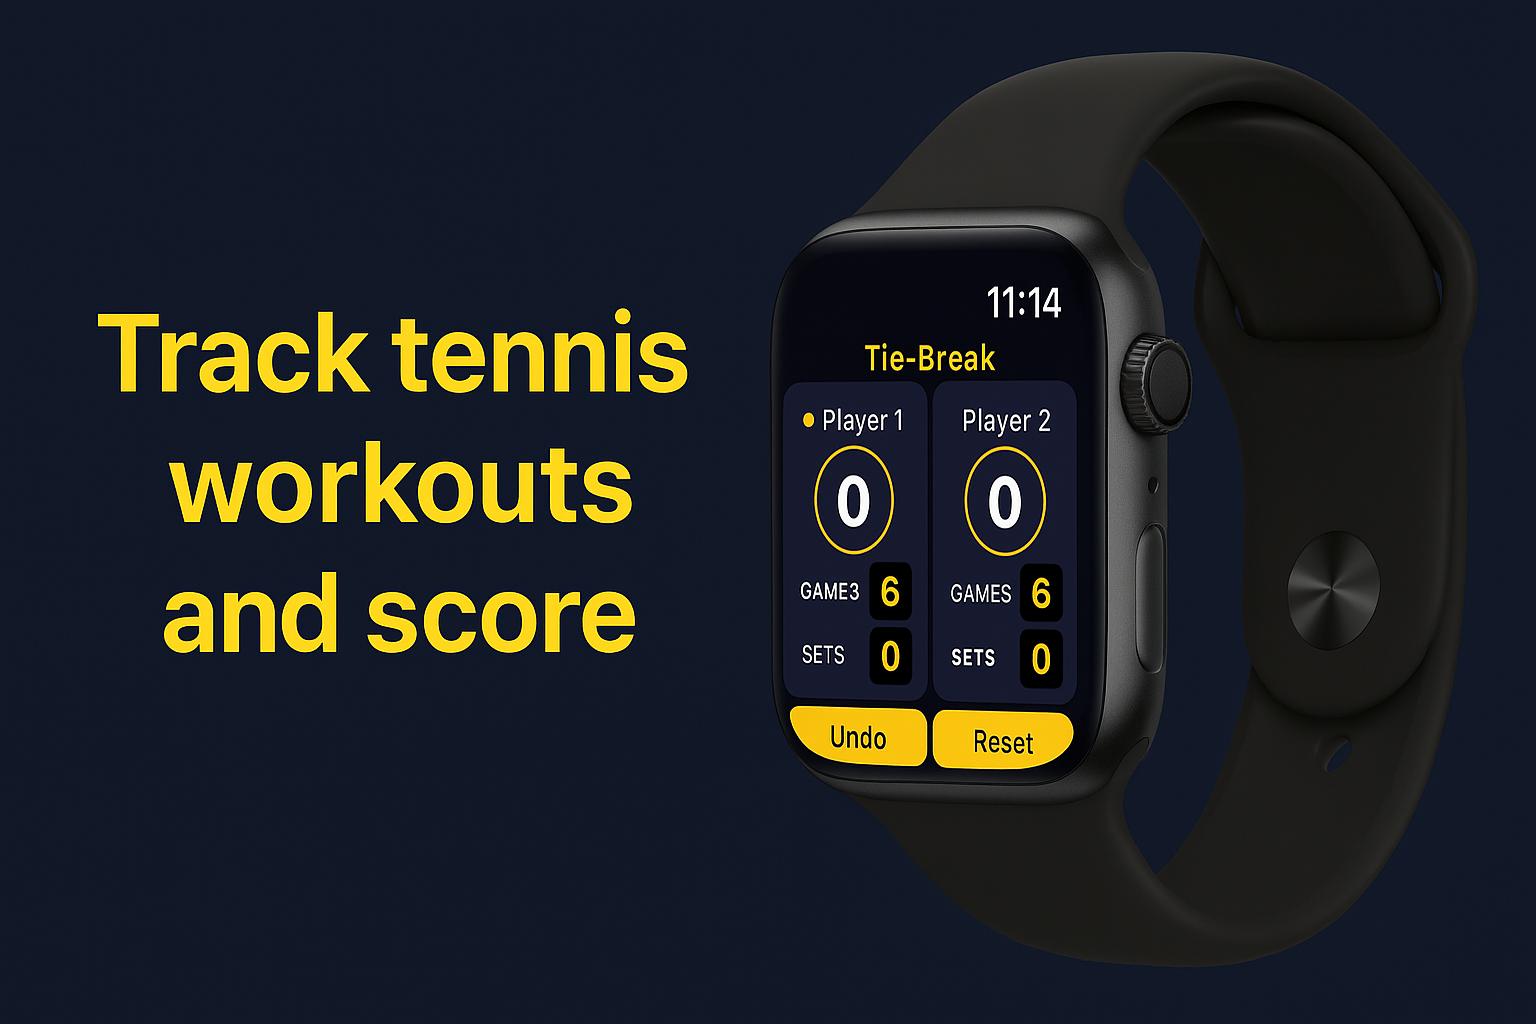 Track tennis
workouts
and score
11:14
Tie-Break
Player 1
0
GAME3 6
SETS 0
Player 2
0
GAMES 6
SETS 0
Undo
Reset